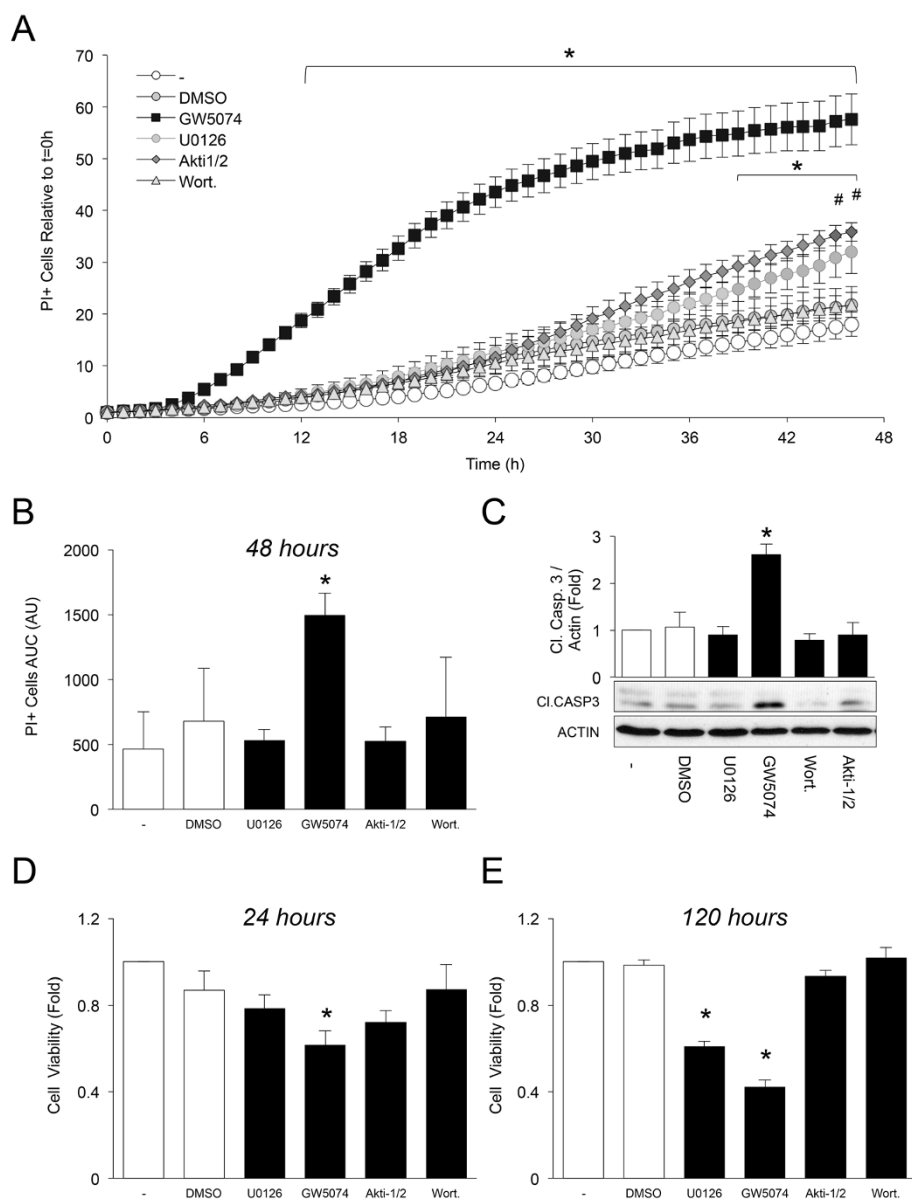 A
*
70
60
50
40
30
20
10
0
PI+ Cells Relative to t=0h
-
DMSO
GW5074
U0126
Akti1/2
Wort.
*
# #
0 6 12 18 24 30 36 42 48
Time (h)
B
48 hours
2000
1500
1000
500
0
PI+ Cells AUC (AU)
*
- DMSO U0126 GW5074 Akti-1/2 Wort.
C
3
2
1
0
Cl. Casp. 3 /
Actin (Fold)
*
Cl.CASP3
ACTIN
- DMSO U0126 GW5074 Wort. Akti-1/2
D
24 hours
1.2
0.8
0.4
0
Cell Viability (Fold)
*
- DMSO U0126 GW5074 Akti-1/2 Wort.
E
120 hours
1.2
0.8
0.4
0
Cell Viability (Fold)
*
*
- DMSO U0126 GW5074 Akti-1/2 Wort.